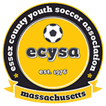 essex county youth soccer association
ecysa
est. 1976
massachusetts